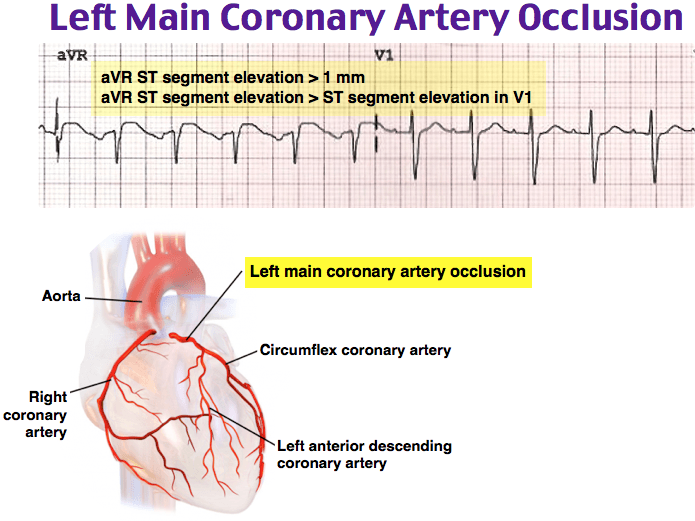 Left Main Coronary Artery Occlusion
aVR
V1
aVR ST segment elevation > 1 mm
aVR ST segment elevation > ST segment elevation in V1
Left main coronary artery occlusion
Aorta
Circumflex coronary artery
Right
coronary
artery
Left anterior descending
coronary artery